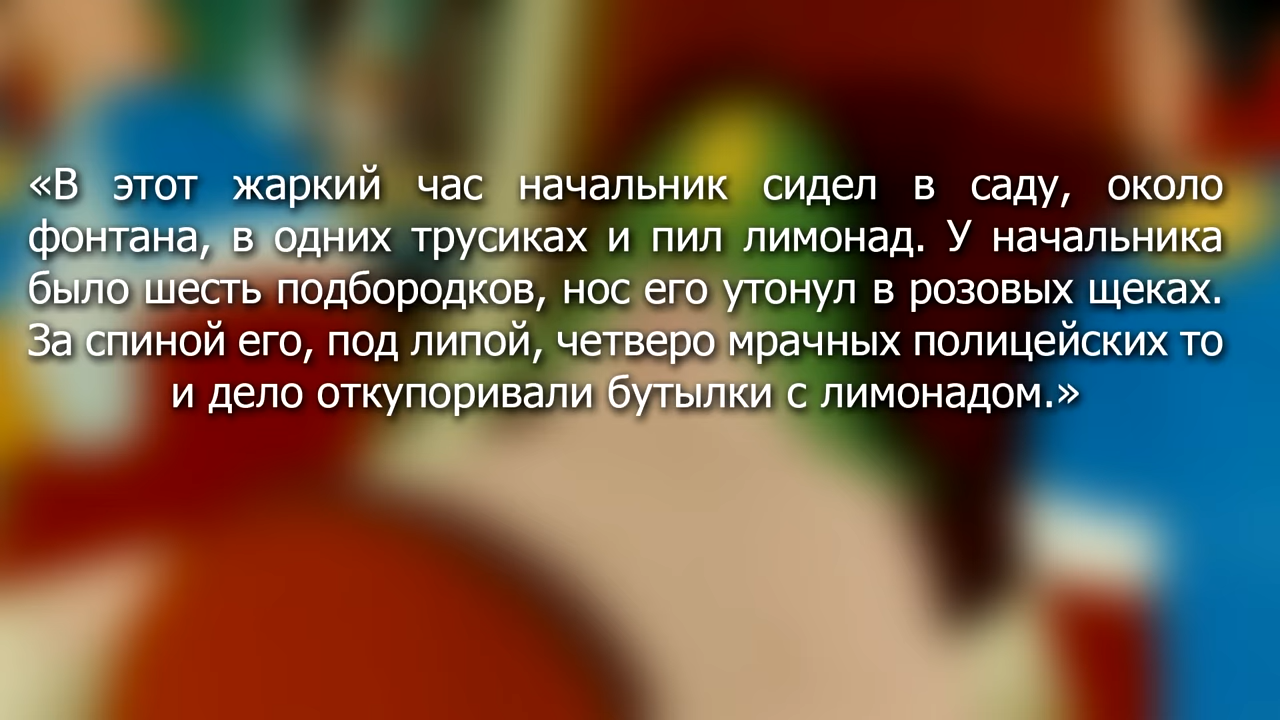 «В этот жаркий час начальник сидел в саду, около
фонтана, в одних трусиках и пил лимонад. У начальника
было шесть подбородков, нос его утонул в розовых щеках.
За спиной его, под липой, четверо мрачных полицейских то
и дело откупоривали бутылки с лимонадом.»